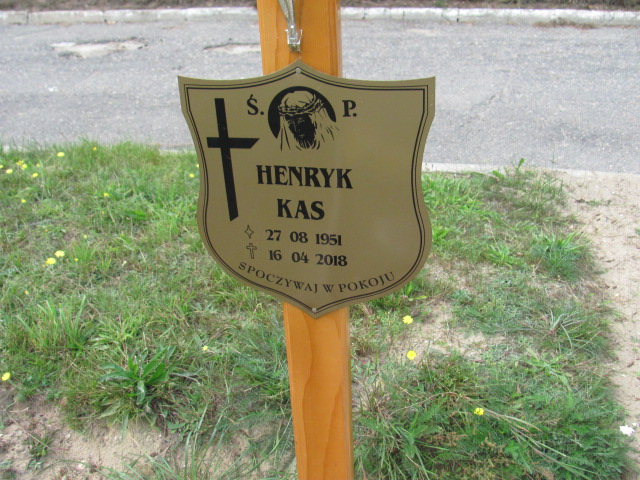 Ś. P.
HENRYK
KAS
27 08 1951
16 04 2018
SPOCZYWAJ W POKOJU